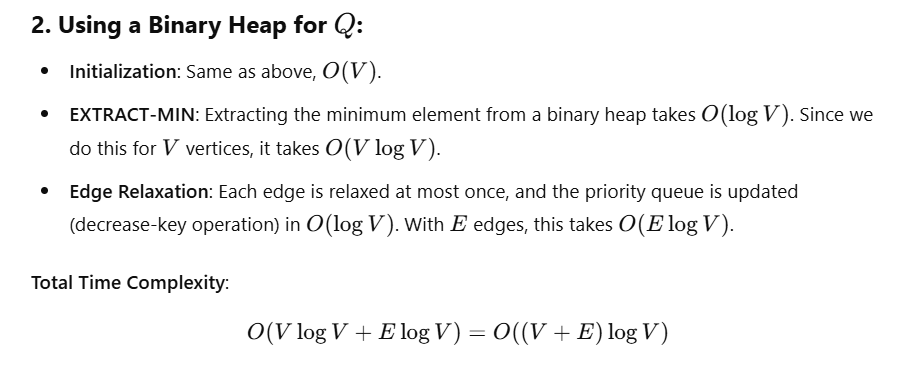 2. Using a Binary Heap for Q:
• Initialization: Same as above, O(V).
• EXTRACT-MIN: Extracting the minimum element from a binary heap takes O(log V). Since we
do this for V vertices, it takes O(V log V).
• Edge Relaxation: Each edge is relaxed at most once, and the priority queue is updated
(decrease-key operation) in O(log V). With E edges, this takes O(E log V).
Total Time Complexity:
O(V log V + E log V) = O((V + E) log V)